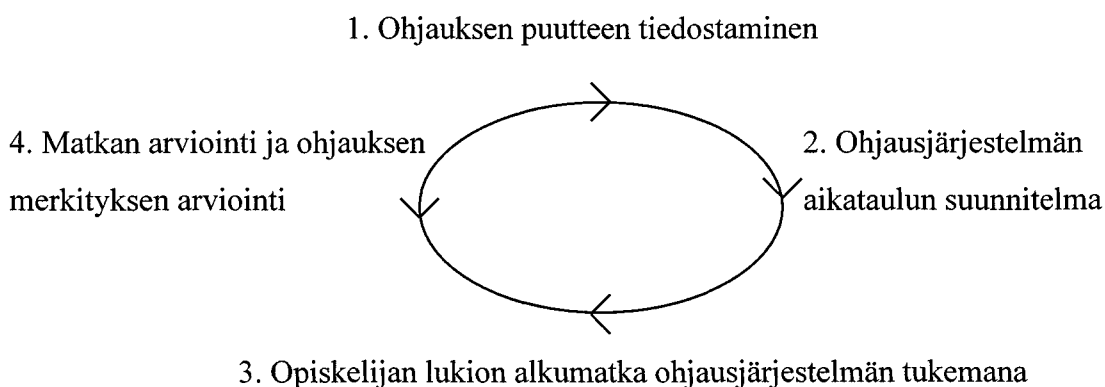 1. Ohjauksen puutteen tiedostaminen
4. Matkan arviointi ja ohjauksen
merkityksen arviointi
2. Ohjausjärjestelmän
aikataulun suunnitelma
3. Opiskelijan lukion alkumatka ohjausjärjestelmän tukemana